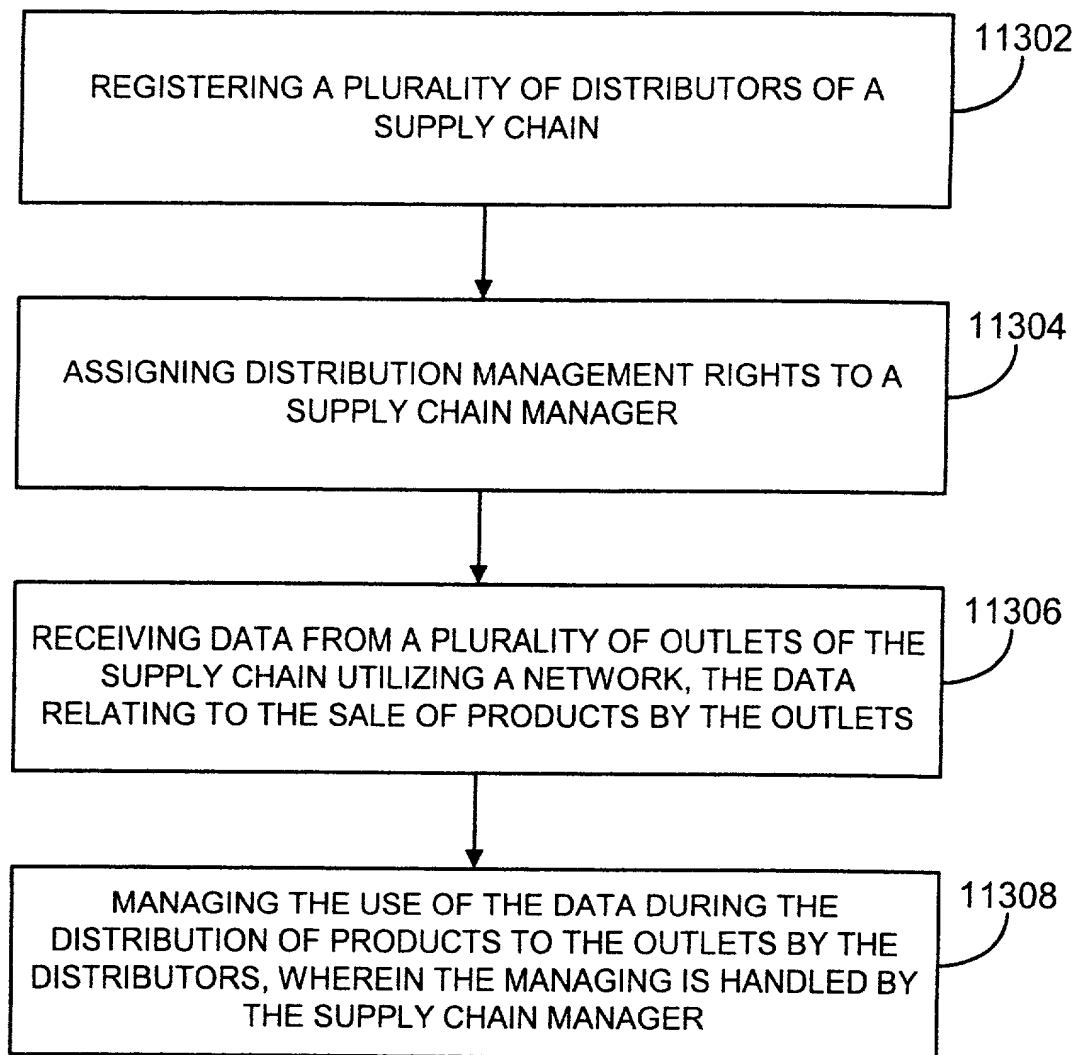 11302
REGISTERING A PLURALITY OF DISTRIBUTORS OF A
SUPPLY CHAIN
11304
ASSIGNING DISTRIBUTION MANAGEMENT RIGHTS TO A
SUPPLY CHAIN MANAGER
11306
RECEIVING DATA FROM A PLURALITY OF OUTLETS OF THE
SUPPLY CHAIN UTILIZING A NETWORK, THE DATA
RELATING TO THE SALE OF PRODUCTS BY THE OUTLETS
11308
MANAGING THE USE OF THE DATA DURING THE
DISTRIBUTION OF PRODUCTS TO THE OUTLETS BY THE
DISTRIBUTORS, WHEREIN THE MANAGING IS HANDLED BY
THE SUPPLY CHAIN MANAGER